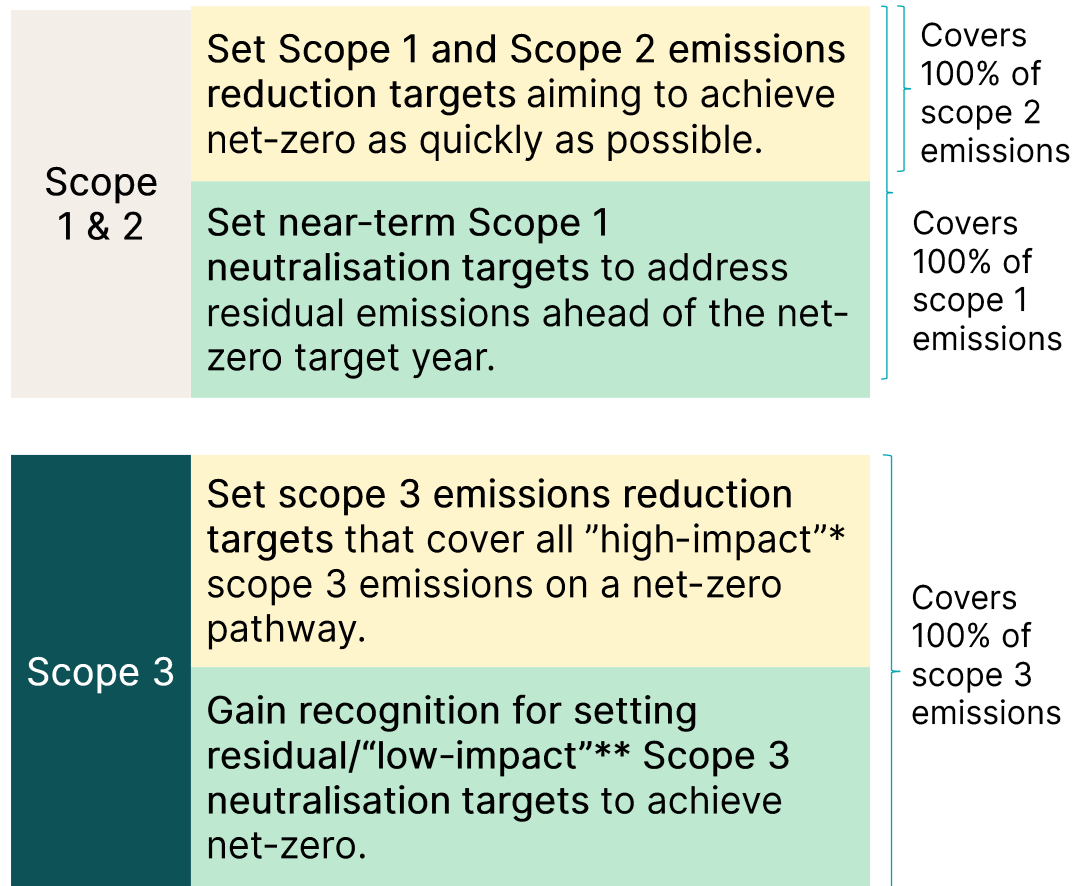 Scope
1 & 2
Set Scope 1 and Scope 2 emissions
reduction targets aiming to achieve
net-zero as quickly as possible.
Set near-term Scope 1
neutralisation targets to address
residual emissions ahead of the net-
zero target year.
Covers
100% of
scope 2
emissions
Covers
100% of
scope 1
emissions
Scope 3
Set scope 3 emissions reduction
targets that cover all ”high-impact”*
scope 3 emissions on a net-zero
pathway.
Gain recognition for setting
residual/“low-impact”** Scope 3
neutralisation targets to achieve
net-zero.
Covers
100% of
scope 3
emissions